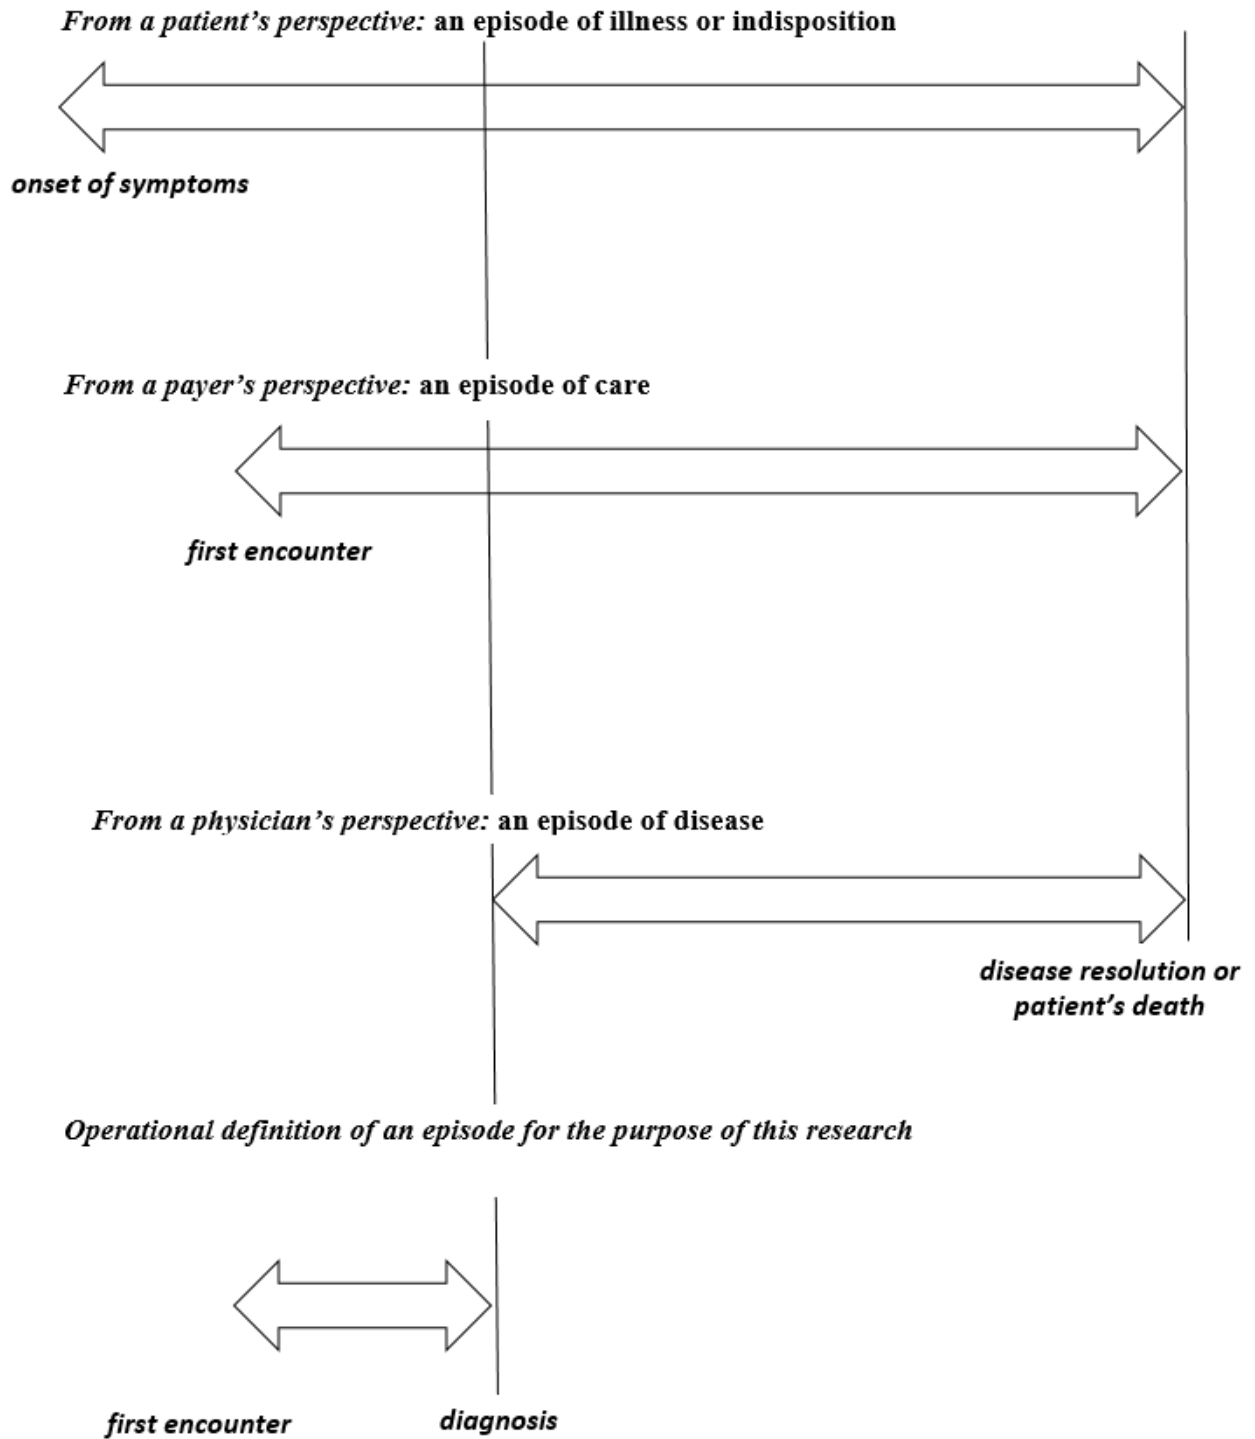 From a patient’s perspective: an episode of illness or indisposition
onset of symptoms
From a payer’s perspective: an episode of care
first encounter
From a physician’s perspective: an episode of disease
disease resolution or
patient’s death
Operational definition of an episode for the purpose of this research
first encounter
diagnosis